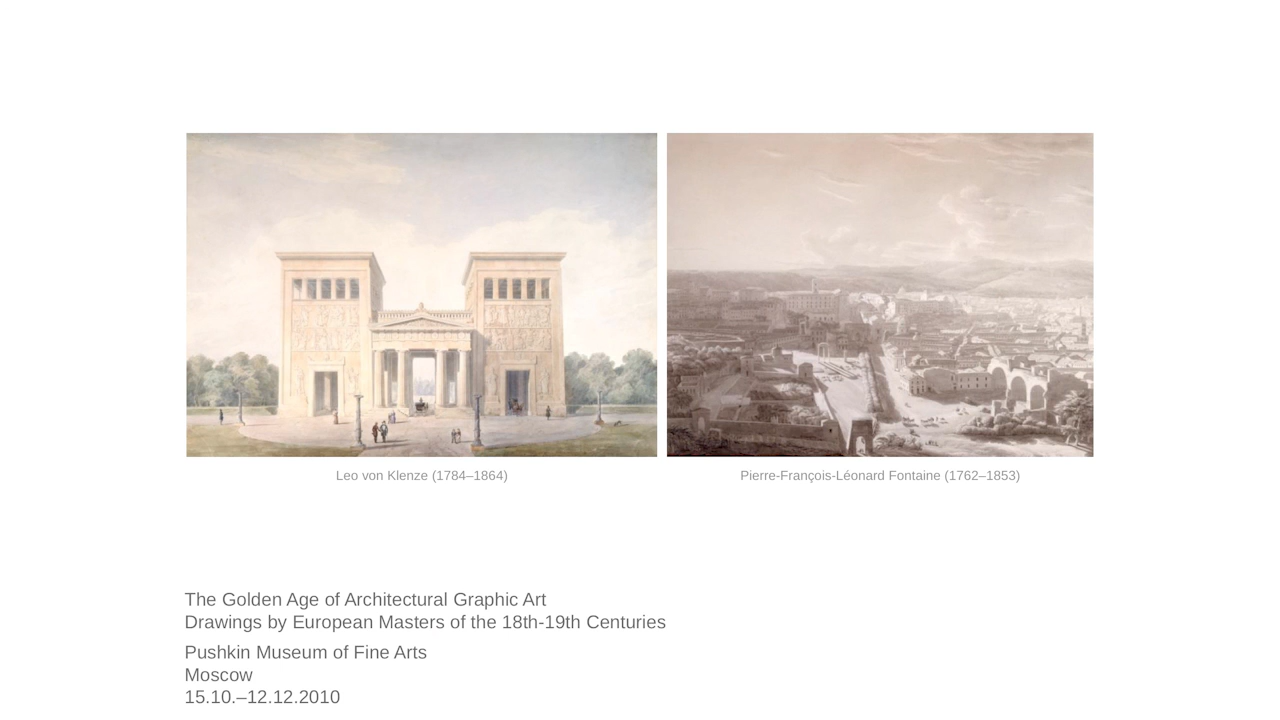 Leo von Klenze (1784–1864)
Pierre-François-Léonard Fontaine (1762–1853)
The Golden Age of Architectural Graphic Art
Drawings by European Masters of the 18th-19th Centuries
Pushkin Museum of Fine Arts
Moscow
15.10.–12.12.2010